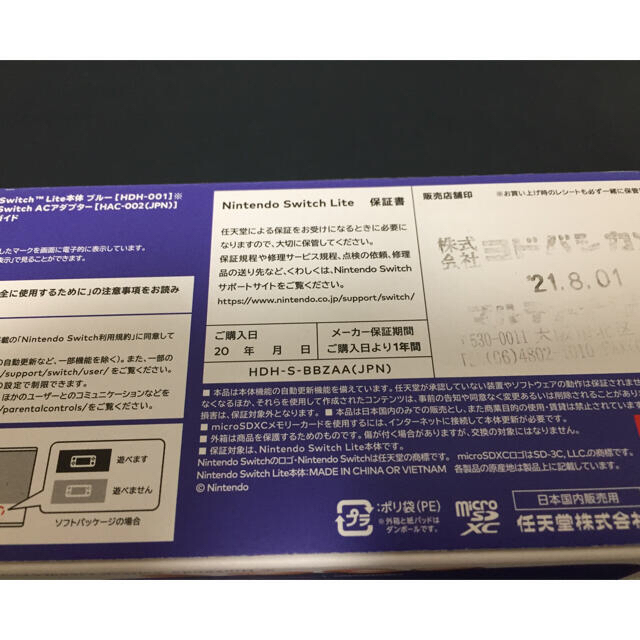 Switch™ Lite本体 ブルー [HDH-001]※
Switch ACアダプター [HAC-002(JPN)]
ガイド
したマークを画面に電子的に表示しています。
表示」で見ることができます。
全に使用するために」の注意事項をお読み
載の「Nintendo Switch利用規約」に同意して
の自動更新など、一部機能を除く)。また、一部の
/support/switch/user/ をご覧ください。
の設定で制限できます。
ほかのユーザーとのコミュニケーションなどを
/parentalcontrols/ をご覧ください。
遊べます
遊べません
ソフトパッケージの場合
Nintendo Switch Lite 保証書
任天堂による保証をお受けになるときに必要に
なりますので、大切に保管してください。
保証規程や修理サービス規程、点検の依頼、修理
品の送り先など、くわしくは、Nintendo Switch
サポートサイトをご覧ください。
https://www.nintendo.co.jp/support/switch/
ご購入日
20 年 月 日
メーカー保証期間
ご購入日より1年間
HDH-S-BBZAA(JPN)
販売店舗印
※お買い上げ時のレシートも必ず一緒に保管
株式会社 ヨドバシカメ
'21.8.01
〒530-0011 大阪
■ 本品は本体機能の自動更新機能を備えています。任天堂が承認していない装置やソフトウェアの動作は保証されま
なくなるほか、それらを使用して作成されたコンテンツは、事前の告知や同意なく変更あるいは削除されることがあ
損害は、保証対象外となります。 ■ 本品は日本国内のみでの販売とし、また商業目的の使用・賃貸は禁止されています
■ microSDXCメモリーカードを使用するには、インターネットに接続して本体更新が必要です。
■ 外箱は商品を保護するためのものです。傷が付く場合がありますが、交換の対象にはなりません。
■ 保証対象は、Nintendo Switch Lite本体です。
Nintendo Switchのロゴ・Nintendo Switchは任天堂の商標です。 microSDXCロゴはSD-3C, LLC.の商標です。
Nintendo Switch Lite本体:MADE IN CHINA OR VIETNAM 各製品の原産地は製品上に記載しています。
© Nintendo
プラ
:ポリ袋(PE)
※外箱と紙パッドは
ダンボールです。
micro SD XC
日本国内販売用
任天堂株式会